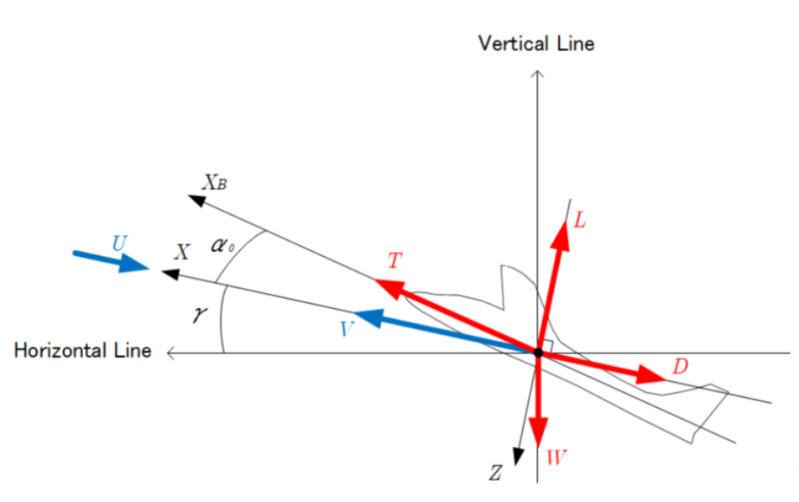 Vertical Line
XB
U
X
α₀
T
L
γ
V
Horizontal Line
D
W
Z